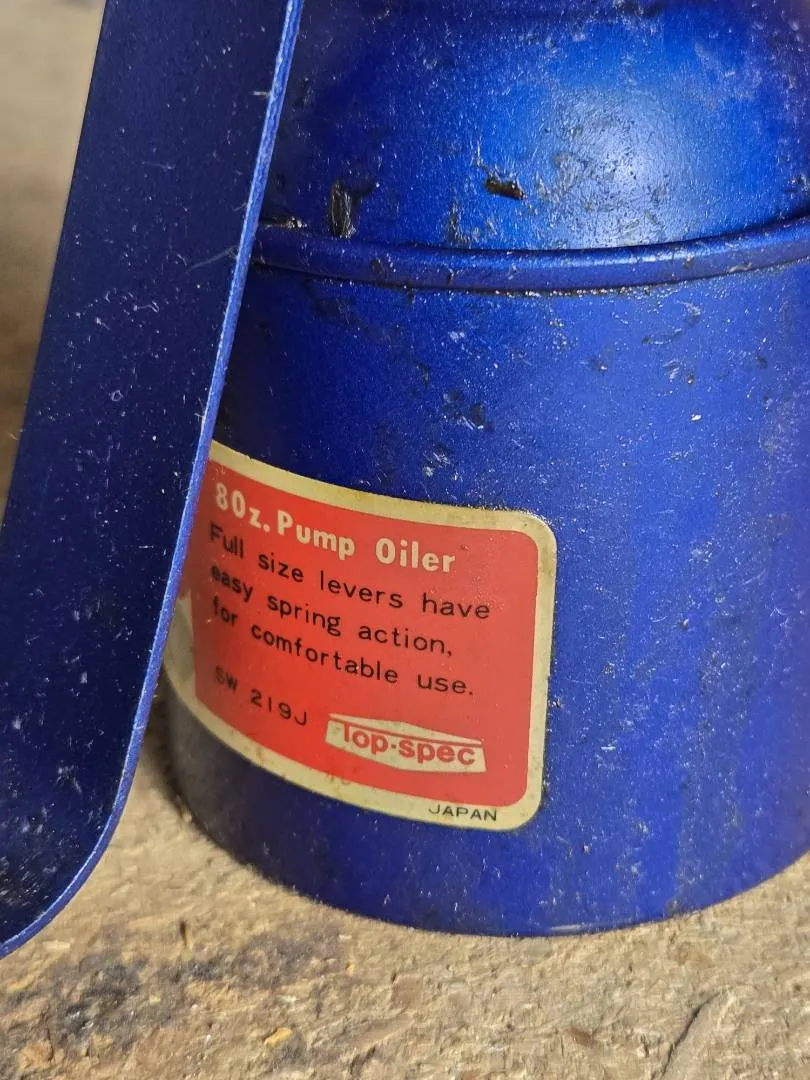 8Oz. Pump Oiler
Full size levers have
easy spring action,
for comfortable use.
SW 219J
Top-spec
JAPAN